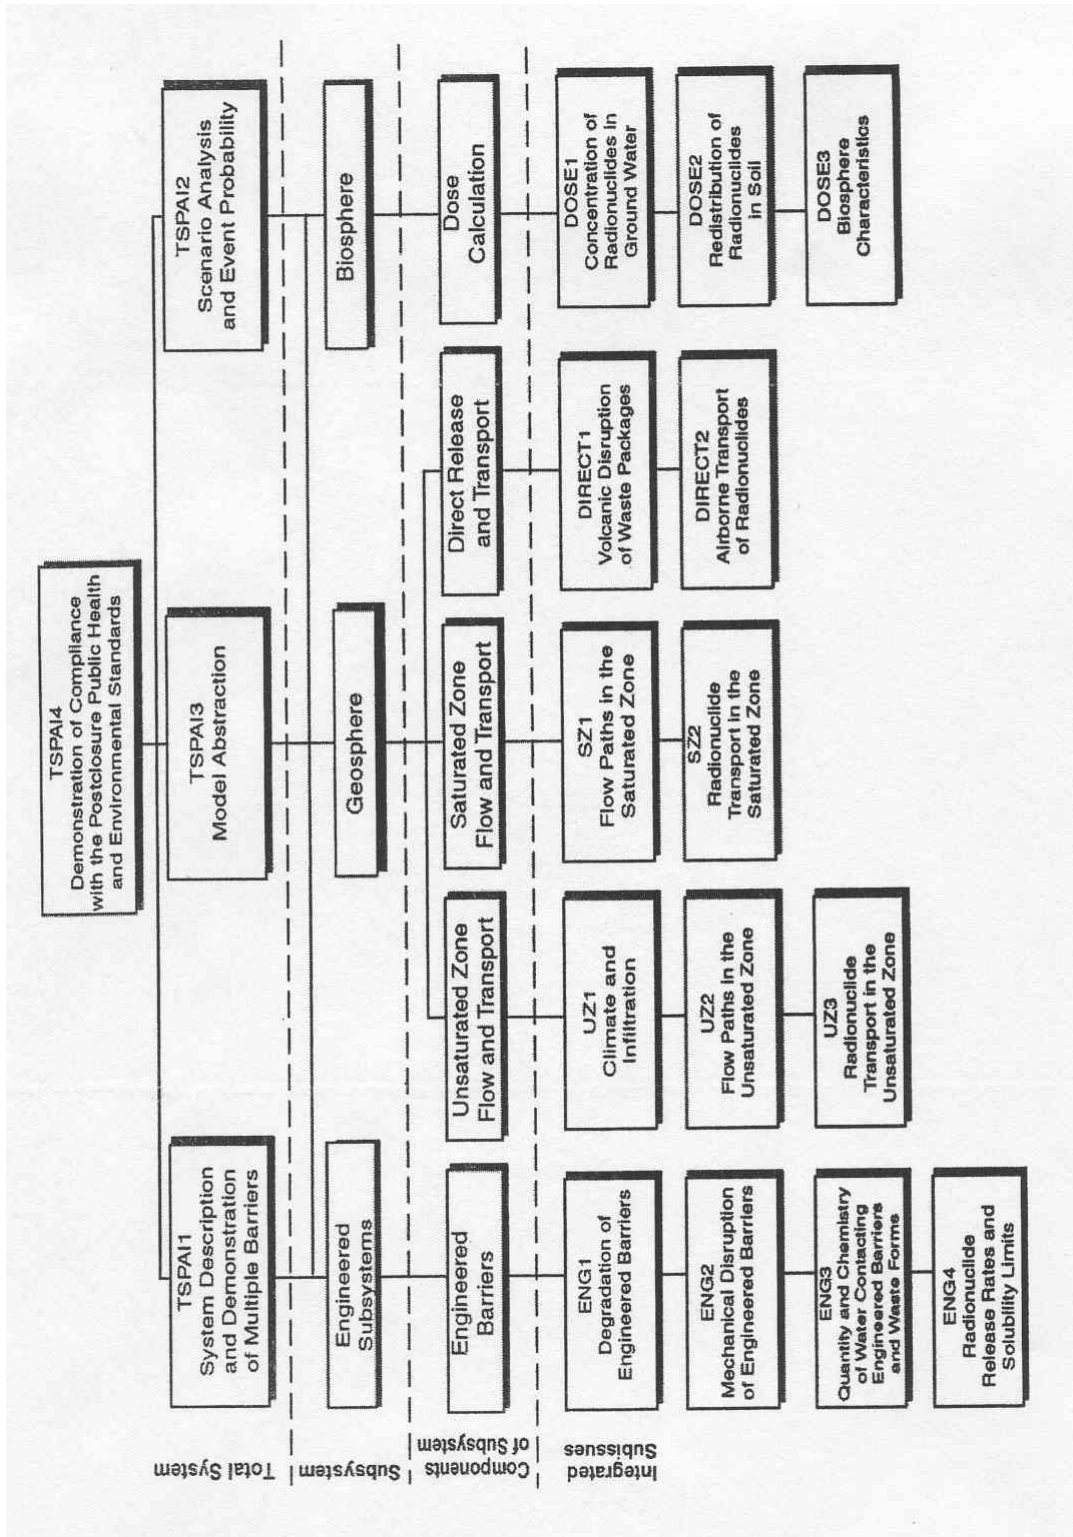 TSPAI4
Demonstration of Compliance
with the Postclosure Public Health
and Environmental Standards
Total System
TSPAI1
System Description
and Demonstration
of Multiple Barriers
TSPAI3
Model Abstraction
TSPAI2
Scenario Analysis
and Event Probability
Subsystem
Engineered
Subsystems
Geosphere
Biosphere
Components
of Subsystem
Engineered
Barriers
Unsaturated Zone
Flow and Transport
Saturated Zone
Flow and Transport
Direct Release
and Transport
Dose
Calculation
Integrated
Subissues
ENG1
Degradation of
Engineered Barriers
UZ1
Climate and
Infiltration
SZ1
Flow Paths in the
Saturated Zone
DIRECT1
Volcanic Disruption
of Waste Packages
DOSE1
Concentration of
Radionuclides in
Ground Water
ENG2
Mechanical Disruption
of Engineered Barriers
UZ2
Flow Paths in the
Unsaturated Zone
SZ2
Radionuclide
Transport in the
Saturated Zone
DIRECT2
Airborne Transport
of Radionuclides
DOSE2
Redistribution of
Radionuclides
in Soil
ENG3
Quantity and Chemistry
of Water Contacting
Engineered Barriers
and Waste Forms
UZ3
Radionuclide
Transport in the
Unsaturated Zone
DOSE3
Biosphere
Characteristics
ENG4
Radionuclide
Release Rates and
Solubility Limits